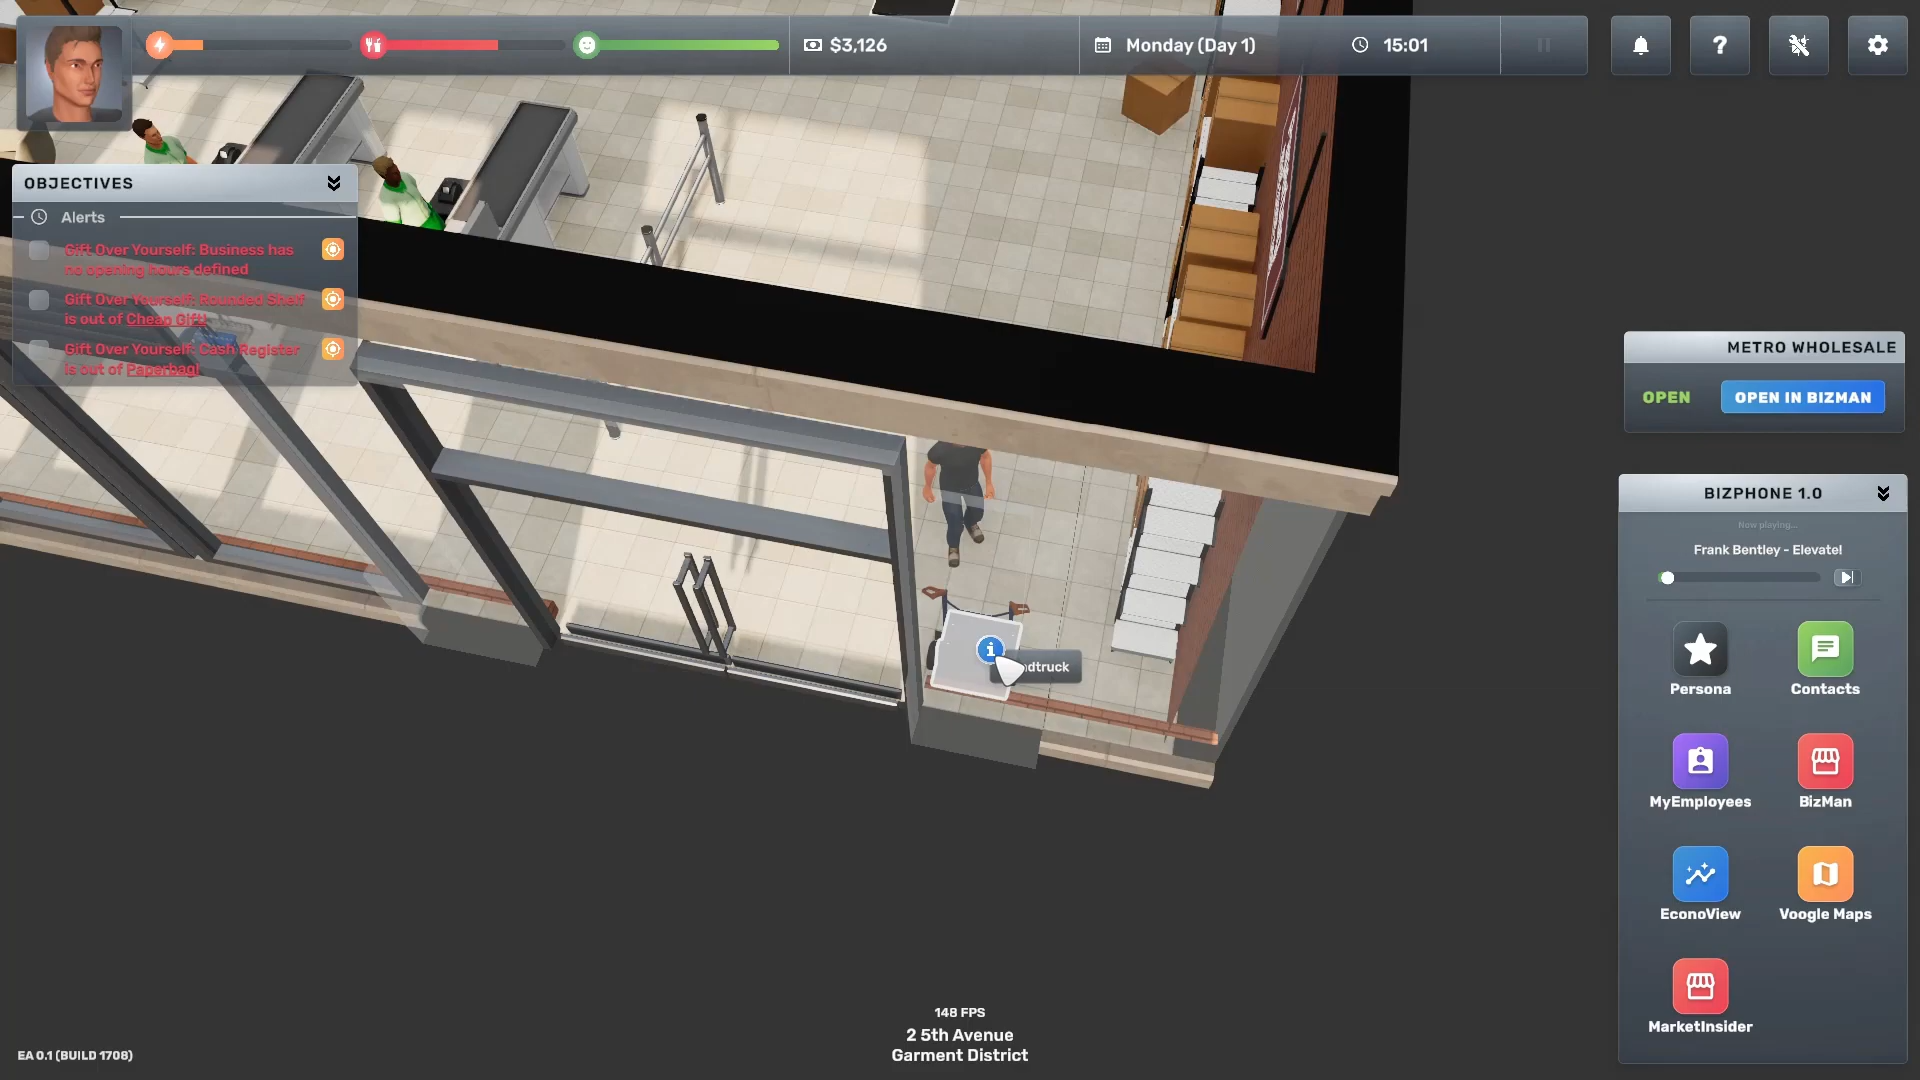 $3,126
Monday (Day 1)
15:01
OBJECTIVES
Alerts
Gift Over Yourself: Business has
no opening hours defined
Gift Over Yourself: Rounded Shelf
is out of Cheap Gift!
Gift Over Yourself: Cash Register
is out of Paperbag!
METRO WHOLESALE
OPEN
OPEN IN BIZMAN
BIZPHONE 1.0
Now playing...
Frank Bentley - Elevatel
Persona
Contacts
MyEmployees
BizMan
EconoView
Voogle Maps
MarketInsider
dtruck
148 FPS
2 5th Avenue
Garment District
EA 0.1 (BUILD 1708)